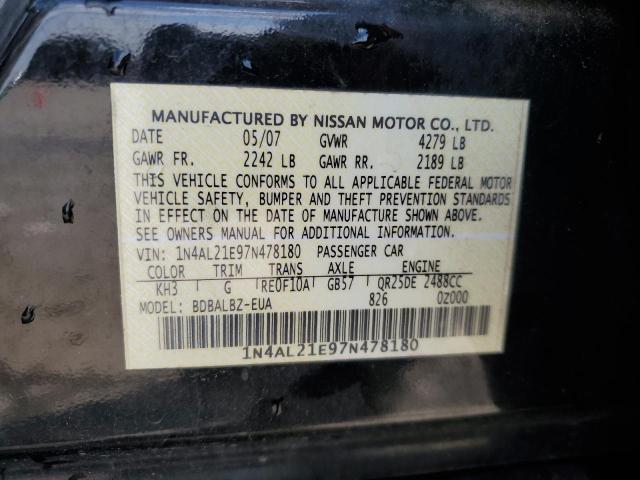 MANUFACTURED BY NISSAN MOTOR CO., LTD.
DATE 05/07 GVWR 4279 LB
GAWR FR. 2242 LB GAWR RR. 2189 LB
THIS VEHICLE CONFORMS TO ALL APPLICABLE FEDERAL MOTOR
VEHICLE SAFETY, BUMPER AND THEFT PREVENTION STANDARDS
IN EFFECT ON THE DATE OF MANUFACTURE SHOWN ABOVE.
SEE OWNERS MANUAL FOR ADDITIONAL INFORMATION.
VIN: 1N4AL21E97N478180 PASSENGER CAR
COLOR TRIM TRANS AXLE ENGINE
KH3 G RE0F10A GB57 QR25DE 2488CC
MODEL: BDBALBZ-EUA 826 0Z000
1N4AL21E97N478180